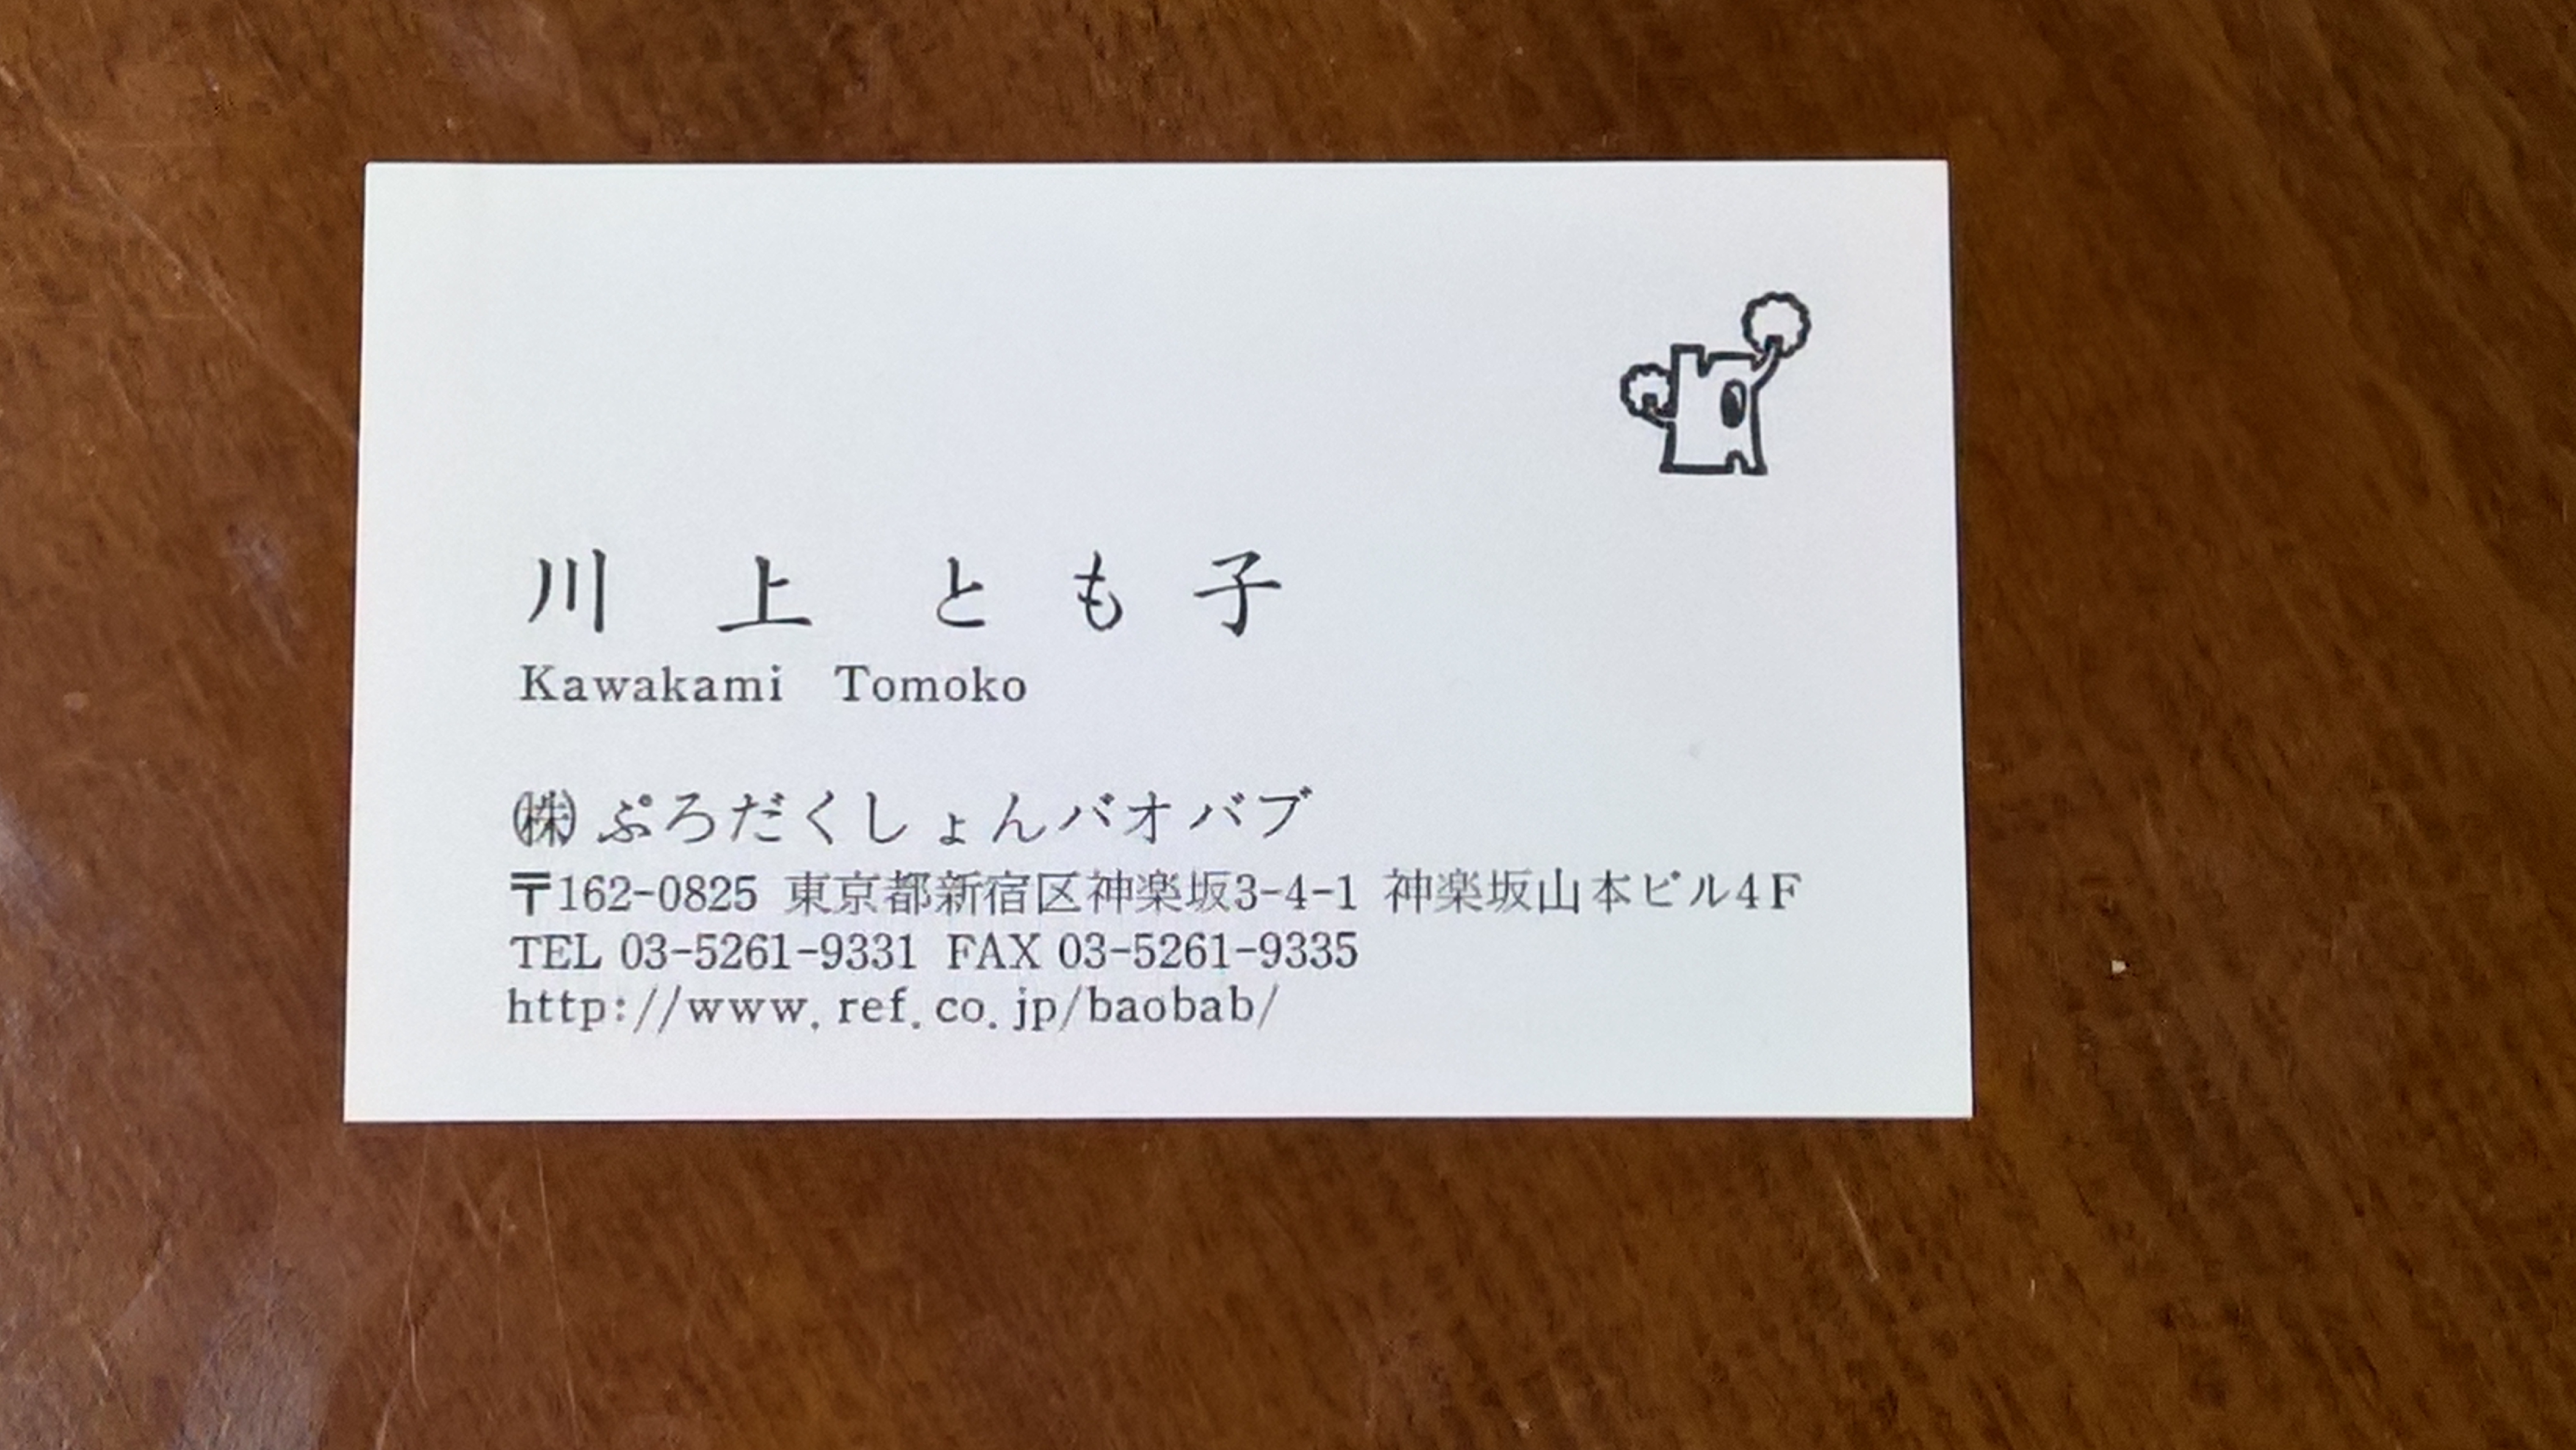 川上とも子
Kawakami Tomoko
㈱ぷろだくしょんバオバブ
〒162-0825 東京都新宿区神楽坂3-4-1 神楽坂山本ビル4F
TEL 03-5261-9331 FAX 03-5261-9335
http://www.ref.co.jp/baobab/